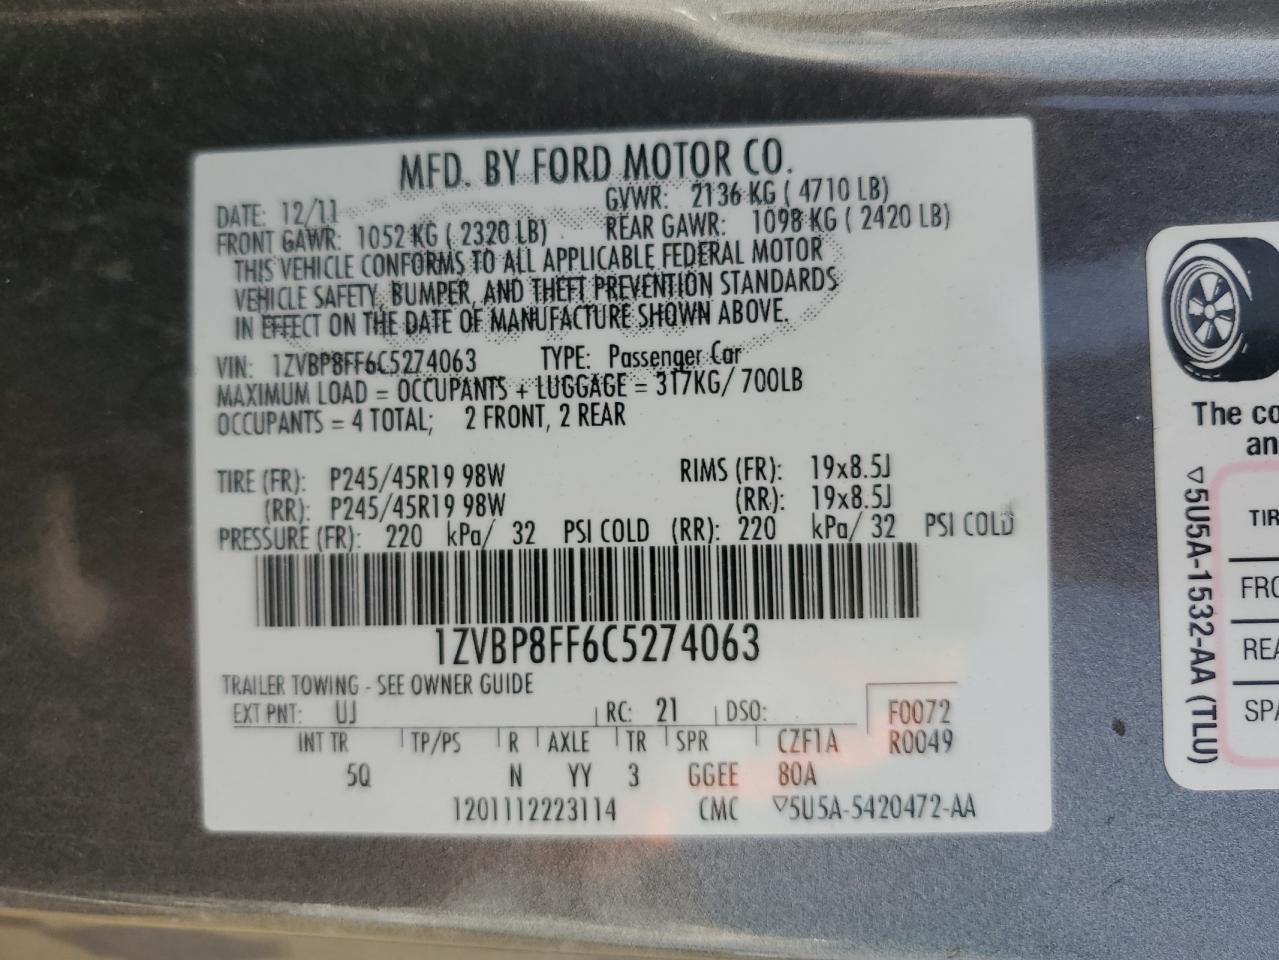 MFD. BY FORD MOTOR CO.
DATE: 12/11 GVWR: 2136 KG ( 4710 LB)
FRONT GAWR: 1052 KG ( 2320 LB) REAR GAWR: 1098 KG ( 2420 LB)
THIS VEHICLE CONFORMS TO ALL APPLICABLE FEDERAL MOTOR
VEHICLE SAFETY, BUMPER, AND THEFT PREVENTION STANDARDS
IN EFFECT ON THE DATE OF MANUFACTURE SHOWN ABOVE.
VIN: 1ZVBP8FF6C5274063 TYPE: Passenger Car
MAXIMUM LOAD = OCCUPANTS + LUGGAGE = 317KG/ 700LB
OCCUPANTS = 4 TOTAL; 2 FRONT, 2 REAR
TIRE (FR): P245/45R19 98W RIMS (FR): 19x8.5J
(RR): P245/45R19 98W (RR): 19x8.5J
PRESSURE (FR): 220 kPa/ 32 PSI COLD (RR): 220 kPa/ 32 PSI COLD
1ZVBP8FF6C5274063
TRAILER TOWING - SEE OWNER GUIDE
EXT PNT: UJ RC: 21 DSO: F0072
INT TR TP/PS R AXLE TR SPR CZF1A R0049
5Q N YY 3 GGEE 80A
1201112223114 CMC ▽5U5A-5420472-AA
The co
an
▽5U5A-1532-AA (TLU)
TIR
FRO
REA
SPA